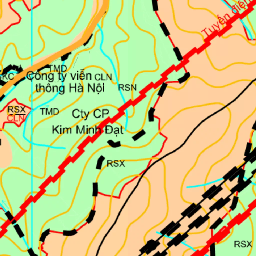 Tuyến điện
TMD
Công ty viễn CLN
thông Hà Nội
RSN
RSX
CLN
TMD
Cty CP
Kim Minh Đạt
RSX
RSX